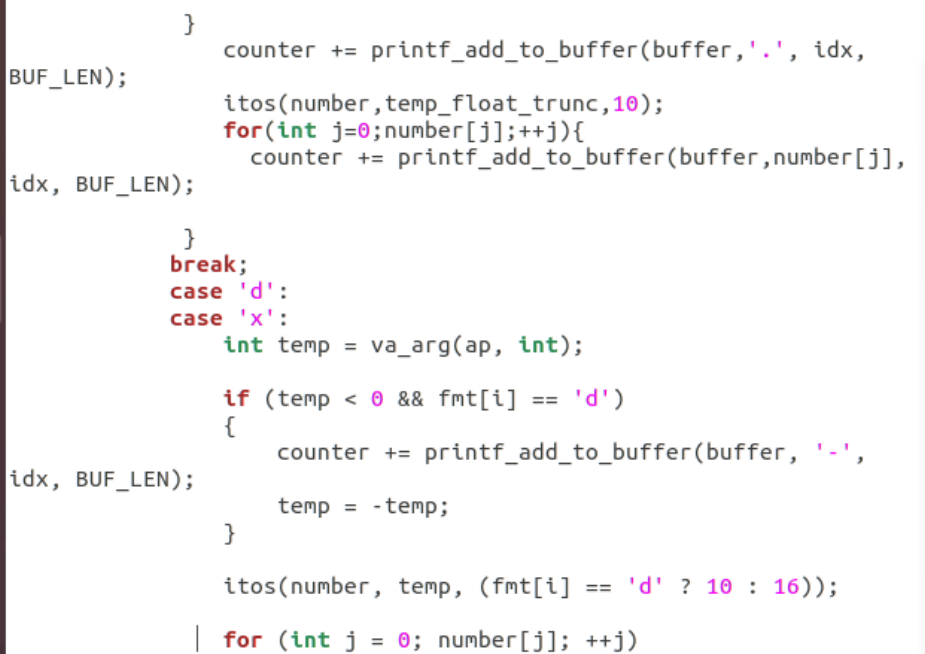 }
counter += printf_add_to_buffer(buffer,'.', idx,
BUF_LEN);
itos(number,temp_float_trunc,10);
for(int j=0;number[j];++j){
counter += printf_add_to_buffer(buffer,number[j],
idx, BUF_LEN);
}
break;
case 'd':
case 'x':
int temp = va_arg(ap, int);
if (temp < 0 && fmt[i] == 'd')
{
counter += printf_add_to_buffer(buffer, '-',
idx, BUF_LEN);
temp = -temp;
}
itos(number, temp, (fmt[i] == 'd' ? 10 : 16));
for (int j = 0; number[j]; ++j)